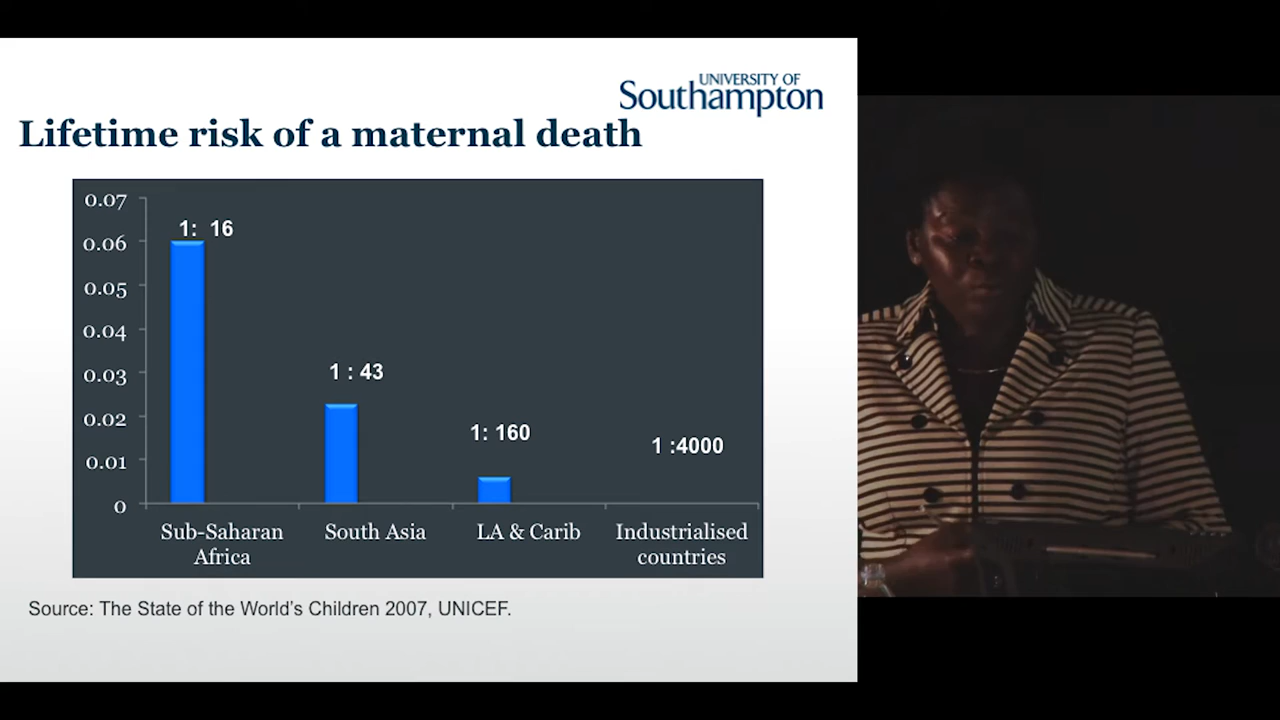 UNIVERSITY OF
Southampton
Lifetime risk of a maternal death
0.07
0.06
0.05
0.04
0.03
0.02
0.01
0
1: 16
1 : 43
1: 160
1 :4000
Sub-Saharan
Africa
South Asia
LA & Carib
Industrialised
countries
Source: The State of the World's Children 2007, UNICEF.